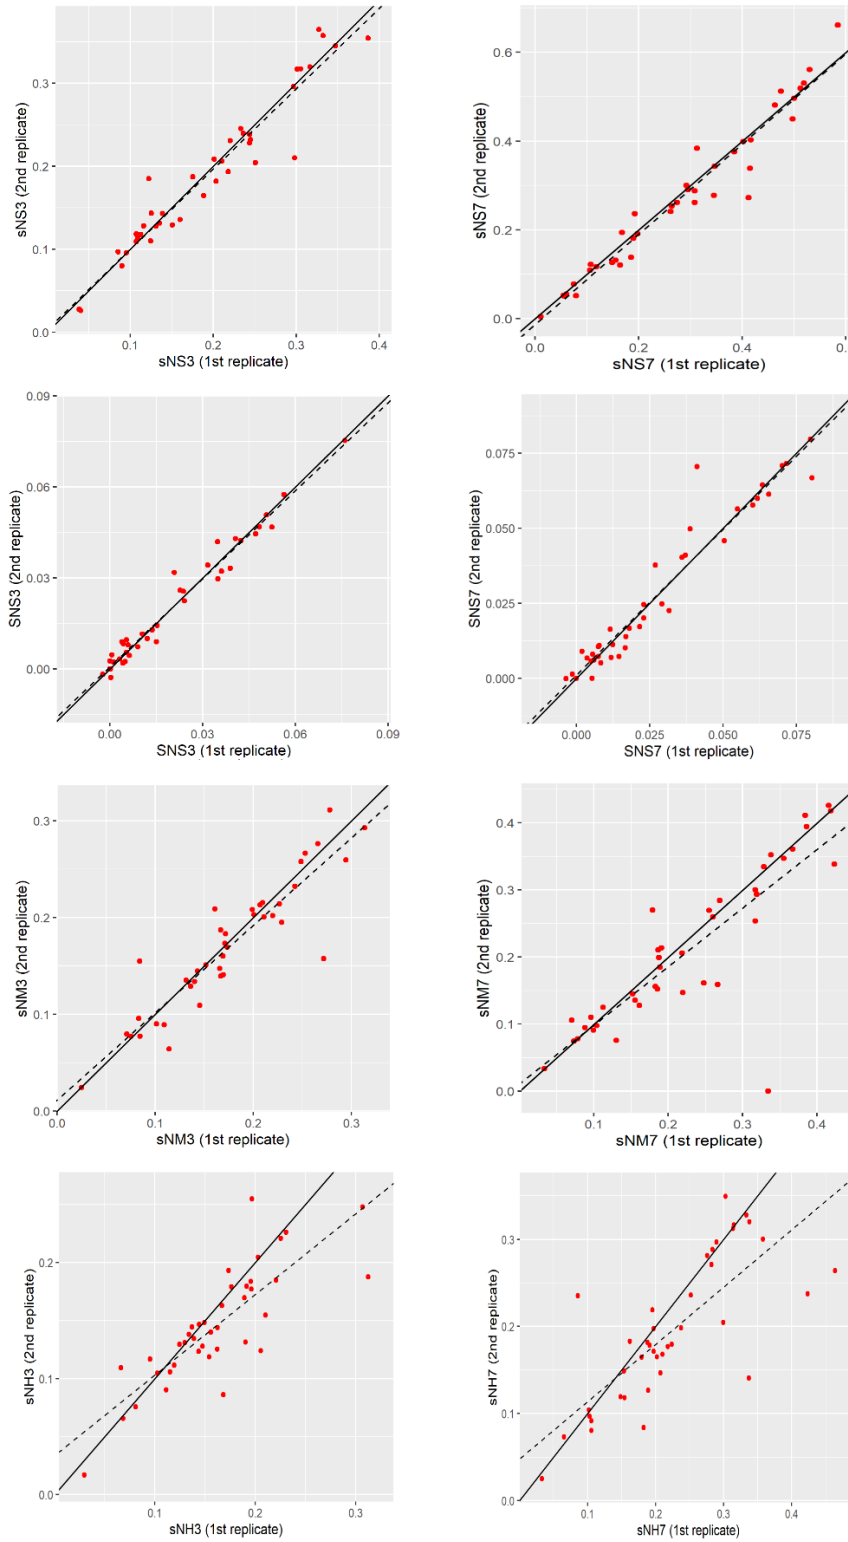 sNS3 (2nd replicate)
0.3
0.2
0.1
0.0
0.1 0.2 0.3 0.4
sNS3 (1st replicate)
sNS7 (2nd replicate)
0.6
0.4
0.2
0.0
0.0 0.2 0.4
sNS7 (1st replicate)
SNS3 (2nd replicate)
0.09
0.06
0.03
0.00
0.00 0.03 0.06 0.09
SNS3 (1st replicate)
SNS7 (2nd replicate)
0.075
0.050
0.025
0.000
0.000 0.025 0.050 0.075
SNS7 (1st replicate)
sNM3 (2nd replicate)
0.3
0.2
0.1
0.0
0.0 0.1 0.2 0.3
sNM3 (1st replicate)
sNM7 (2nd replicate)
0.4
0.3
0.2
0.1
0.0
0.1 0.2 0.3 0.4
sNM7 (1st replicate)
sNH3 (2nd replicate)
0.2
0.1
0.0
0.1 0.2 0.3
sNH3 (1st replicate)
sNH7 (2nd replicate)
0.3
0.2
0.1
0.0
0.1 0.2 0.3 0.4
sNH7 (1st replicate)